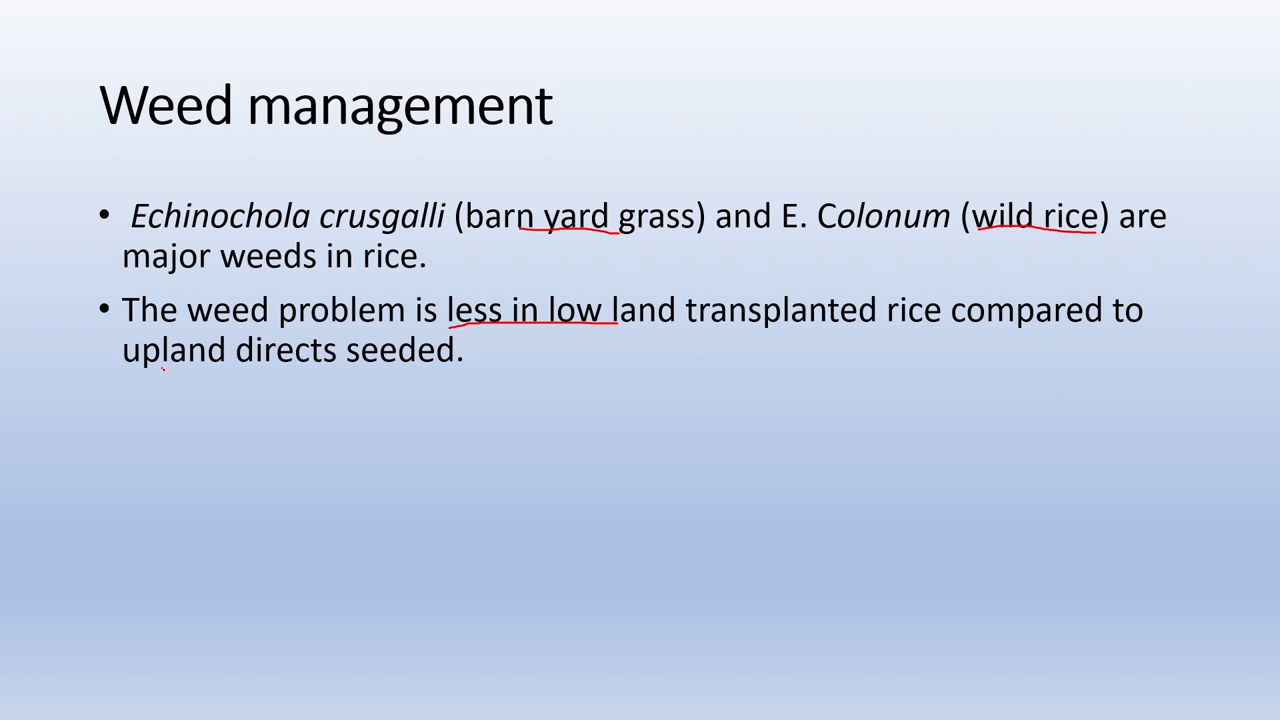 Weed management
• Echinochola crusgalli (barn yard grass) and E. Colonum (wild rice) are
major weeds in rice.
• The weed problem is less in low land transplanted rice compared to
upland directs seeded.